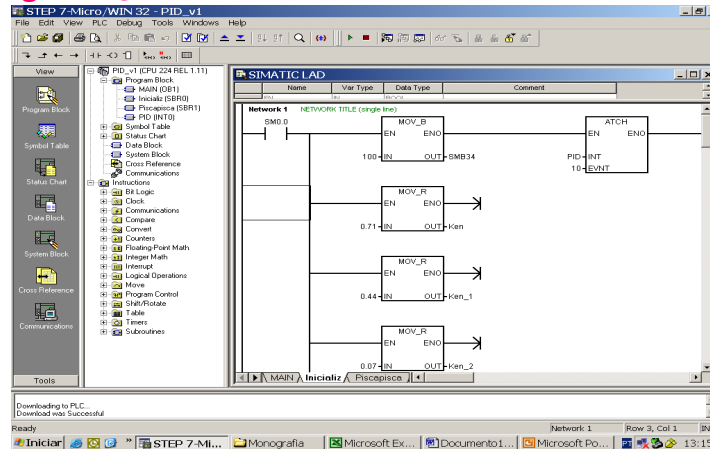 STEP 7-Micro/WIN 32 - PID_v1
File Edit View PLC Debug Tools Windows Help
View
Program Block
Symbol Table
Status Chart
Data Block
System Block
Cross Reference
Communications
Tools
PID_v1 (CPU 224 REL 1.11)
Program Block
MAIN (OB1)
Inicializ (SBR0)
Piscapisca (SBR1)
PID (INT0)
Symbol Table
Status Chart
Data Block
System Block
Cross Reference
Communications
Instructions
Bit Logic
Clock
Communications
Compare
Convert
Counters
Floating-Point Math
Integer Math
Interrupt
Logical Operations
Move
Program Control
Shift/Rotate
Table
Timers
Subroutines
SIMATIC LAD
Name Var Type Data Type Comment
Network 1 NETWORK TITLE (single line)
SM0.0 MOV_B ATCH
EN ENO EN ENO
100 IN OUT SMB34 PID INT
10 EVNT
MOV_R
EN ENO
0.71 IN OUT Ken
MOV_R
EN ENO
0.44 IN OUT Ken_1
MOV_R
EN ENO
0.07 IN OUT Ken_2
MAIN Inicializ Piscapisca
Downloading to PLC...
Download was Successful
Ready Network 1 Row 3, Col 1 IN
Iniciar » STEP 7-Mi... Monografia Microsoft Ex... Documento1... Microsoft Po... PT » 13:15